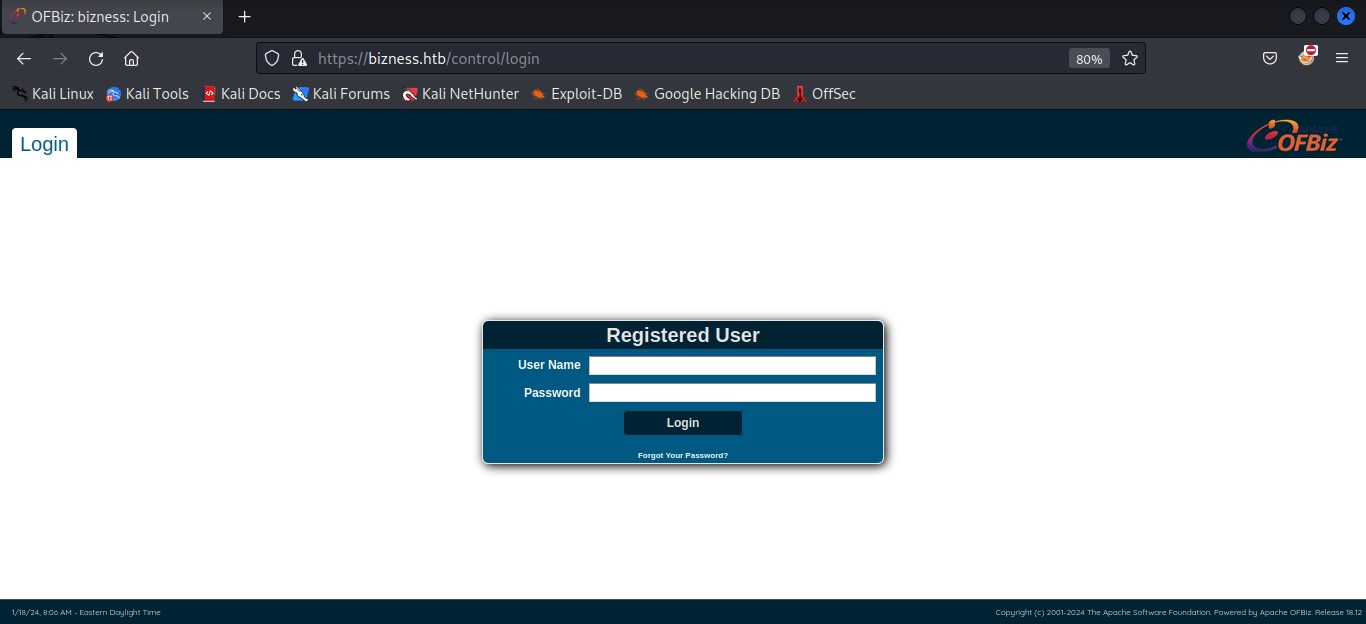 OFBiz: bizness: Login
https://bizness.htb/control/login
80%
Kali Linux Kali Tools Kali Docs Kali Forums Kali NetHunter Exploit-DB Google Hacking DB OffSec
Login
APACHE
OFBiz
Registered User
User Name
Password
Login
Forgot Your Password?
1/18/24, 8:06 AM - Eastern Daylight Time
Copyright (c) 2001-2024 The Apache Software Foundation. Powered by Apache OFBiz. Release 18.12